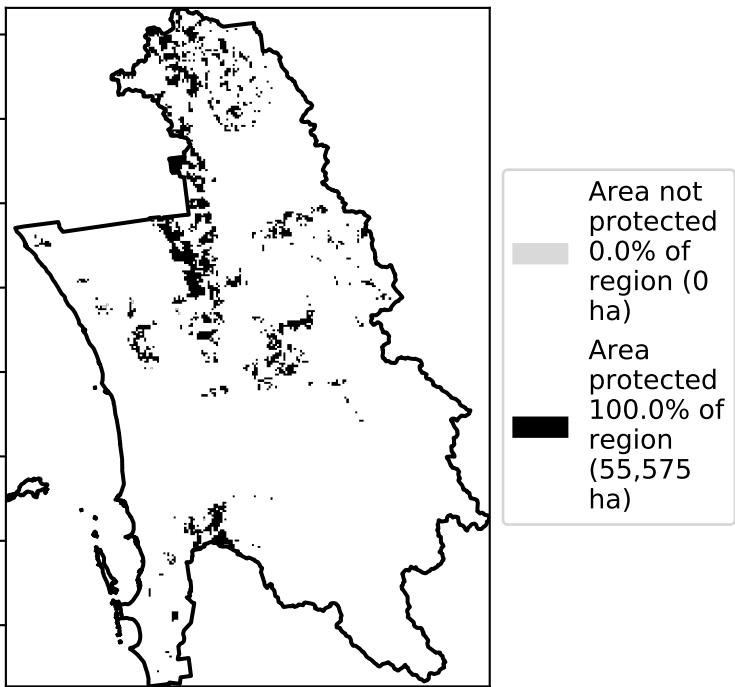 Area not
protected
0.0% of
region (0
ha)
Area
protected
100.0% of
region
(55,575
ha)